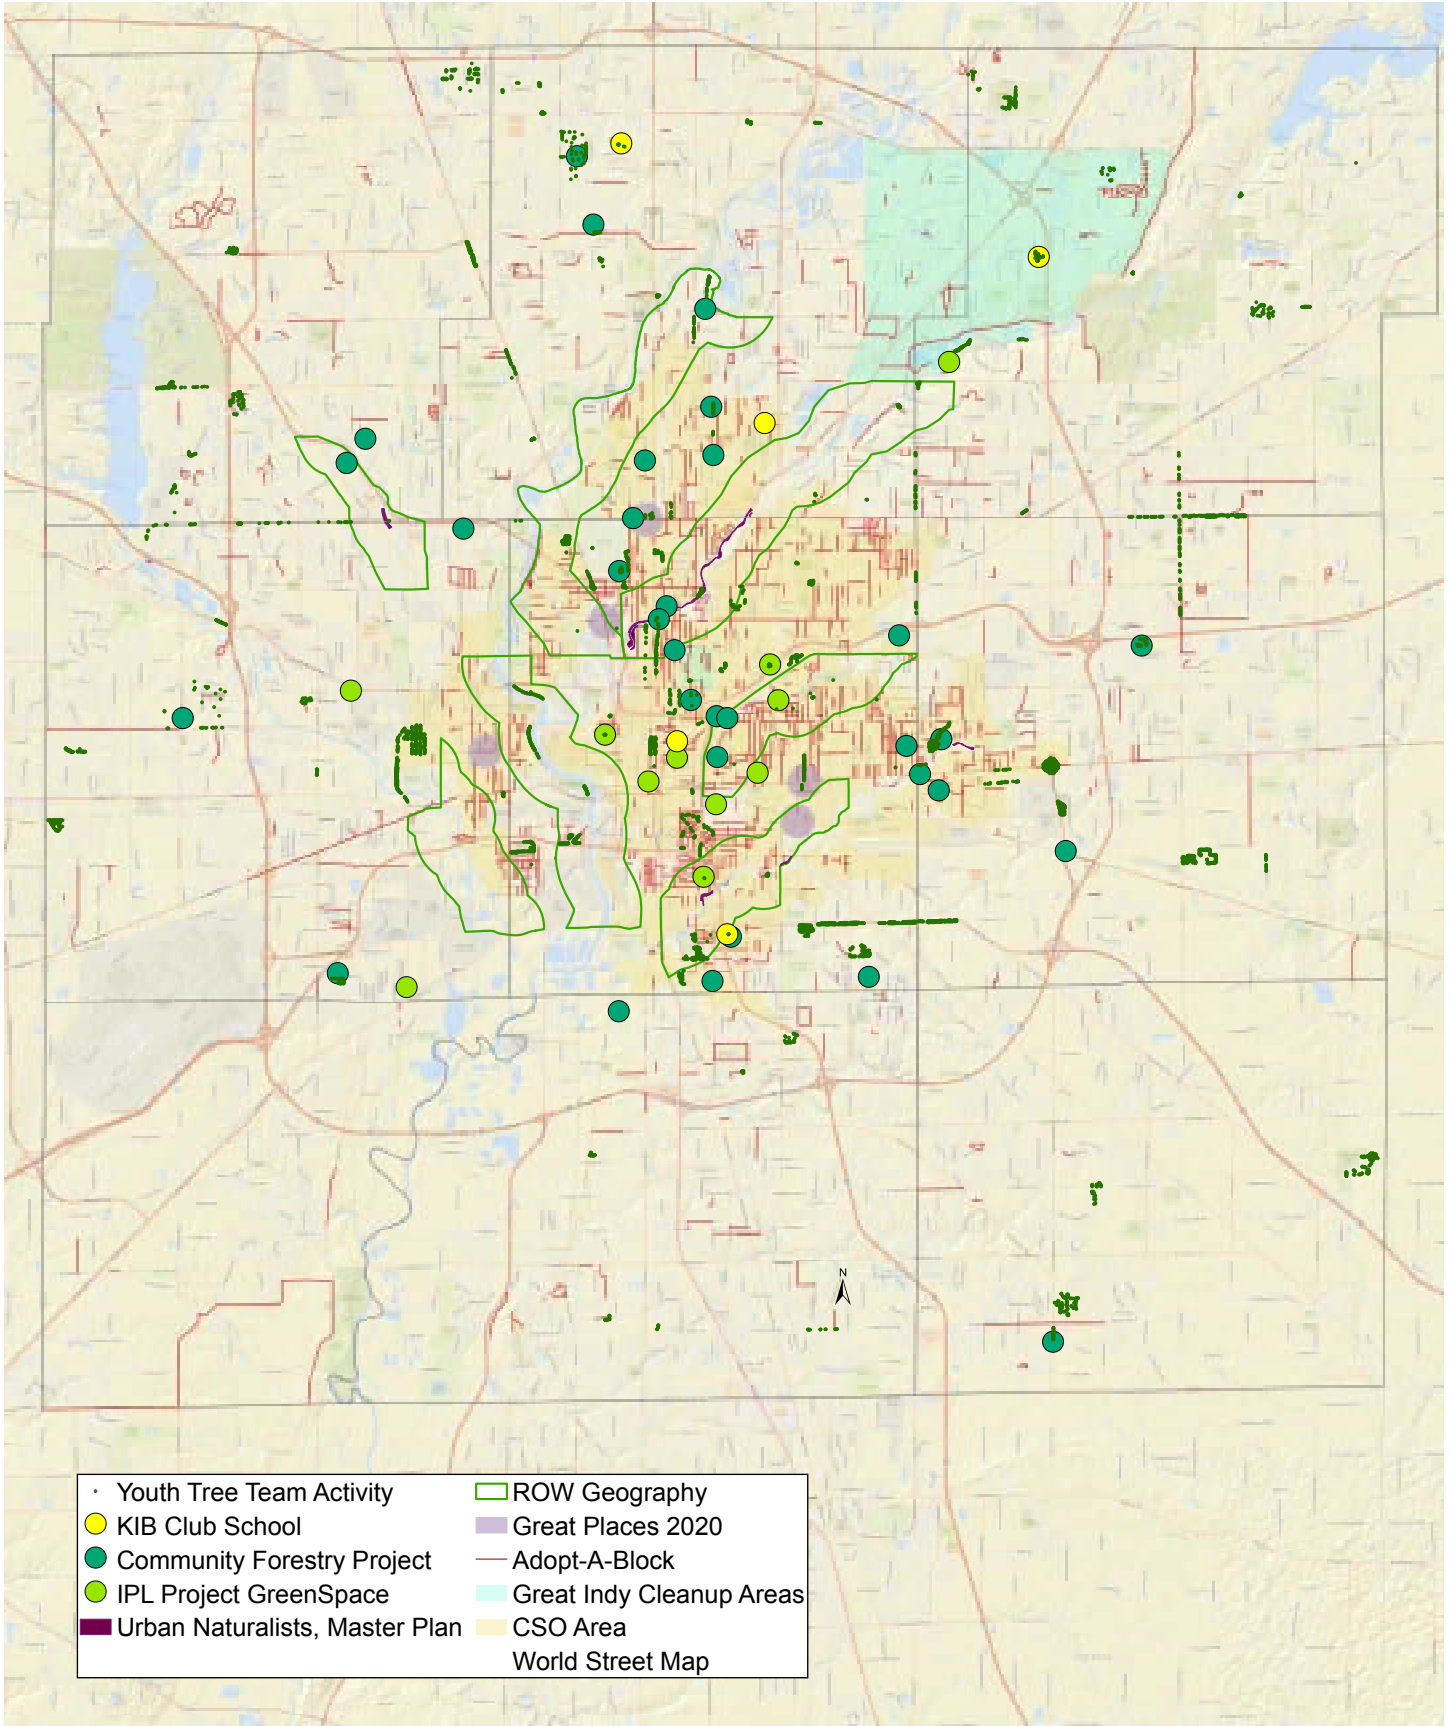 N
Youth Tree Team Activity
KIB Club School
Community Forestry Project
IPL Project GreenSpace
Urban Naturalists, Master Plan
ROW Geography
Great Places 2020
Adopt-A-Block
Great Indy Cleanup Areas
CSO Area
World Street Map